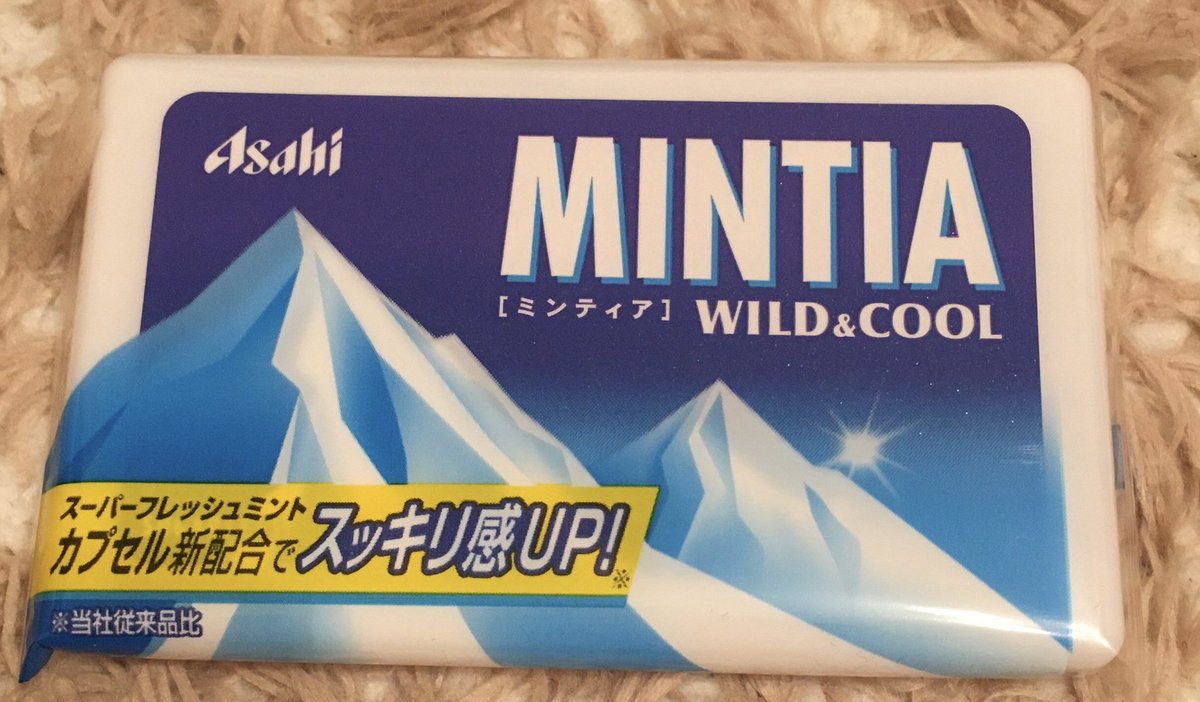 Asahi
MINTIA
[ミンティア] WILD&COOL
スーパーフレッシュミント
カプセル新配合でスッキリ感UP!※
※当社従来品比